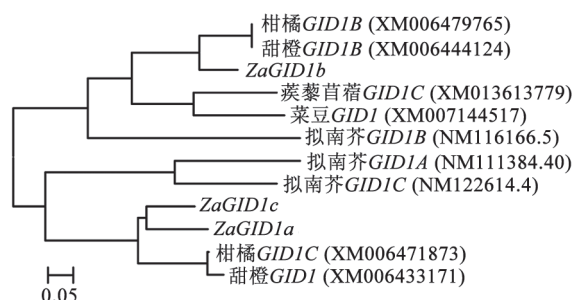 柑橘GID1B (XM006479765)
甜橙GID1B (XM006444124)
ZaGID1b
蒺藜苜蓿GID1C (XM013613779)
菜豆GID1 (XM007144517)
拟南芥GID1B (NM116166.5)
拟南芥GID1A (NM111384.40)
拟南芥GID1C (NM122614.4)
ZaGID1c
ZaGID1a
柑橘GID1C (XM006471873)
甜橙GID1 (XM006433171)
0.05